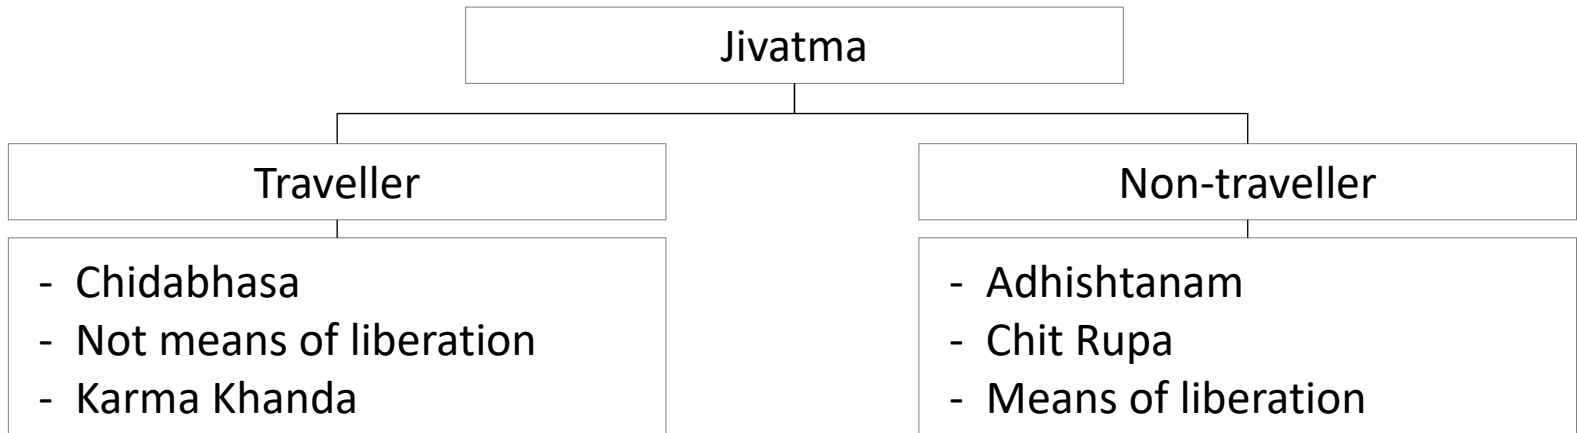 Jivatma
Traveller
- Chidabhasa
- Not means of liberation
- Karma Khanda
Non-traveller
- Adhishtanam
- Chit Rupa
- Means of liberation